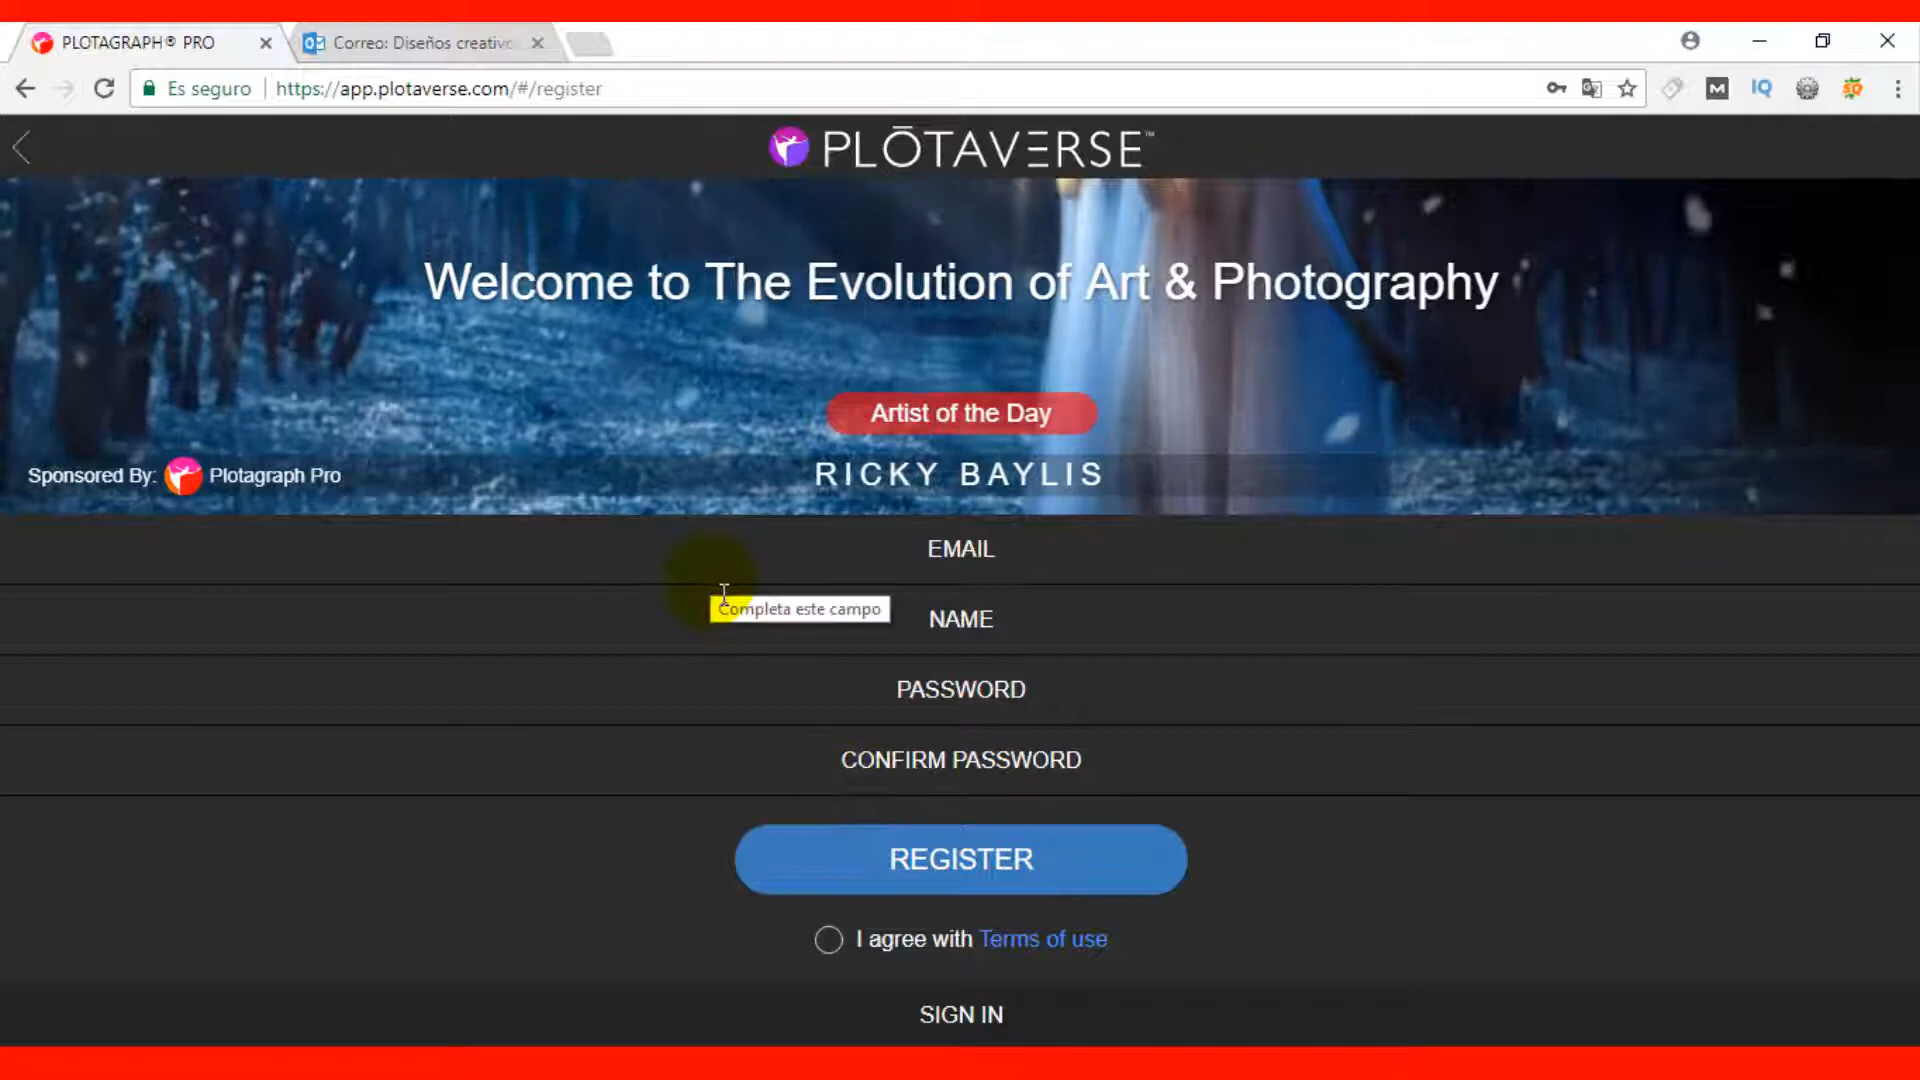 PLOTAGRAPH® PRO
Correo: Diseños creativo
Es seguro
https://app.plotaverse.com/#/register
PLŌTAVERSE™
Welcome to The Evolution of Art & Photography
Artist of the Day
Sponsored By: Plotagraph Pro
RICKY BAYLIS
EMAIL
Completa este campo
NAME
PASSWORD
CONFIRM PASSWORD
REGISTER
I agree with Terms of use
SIGN IN